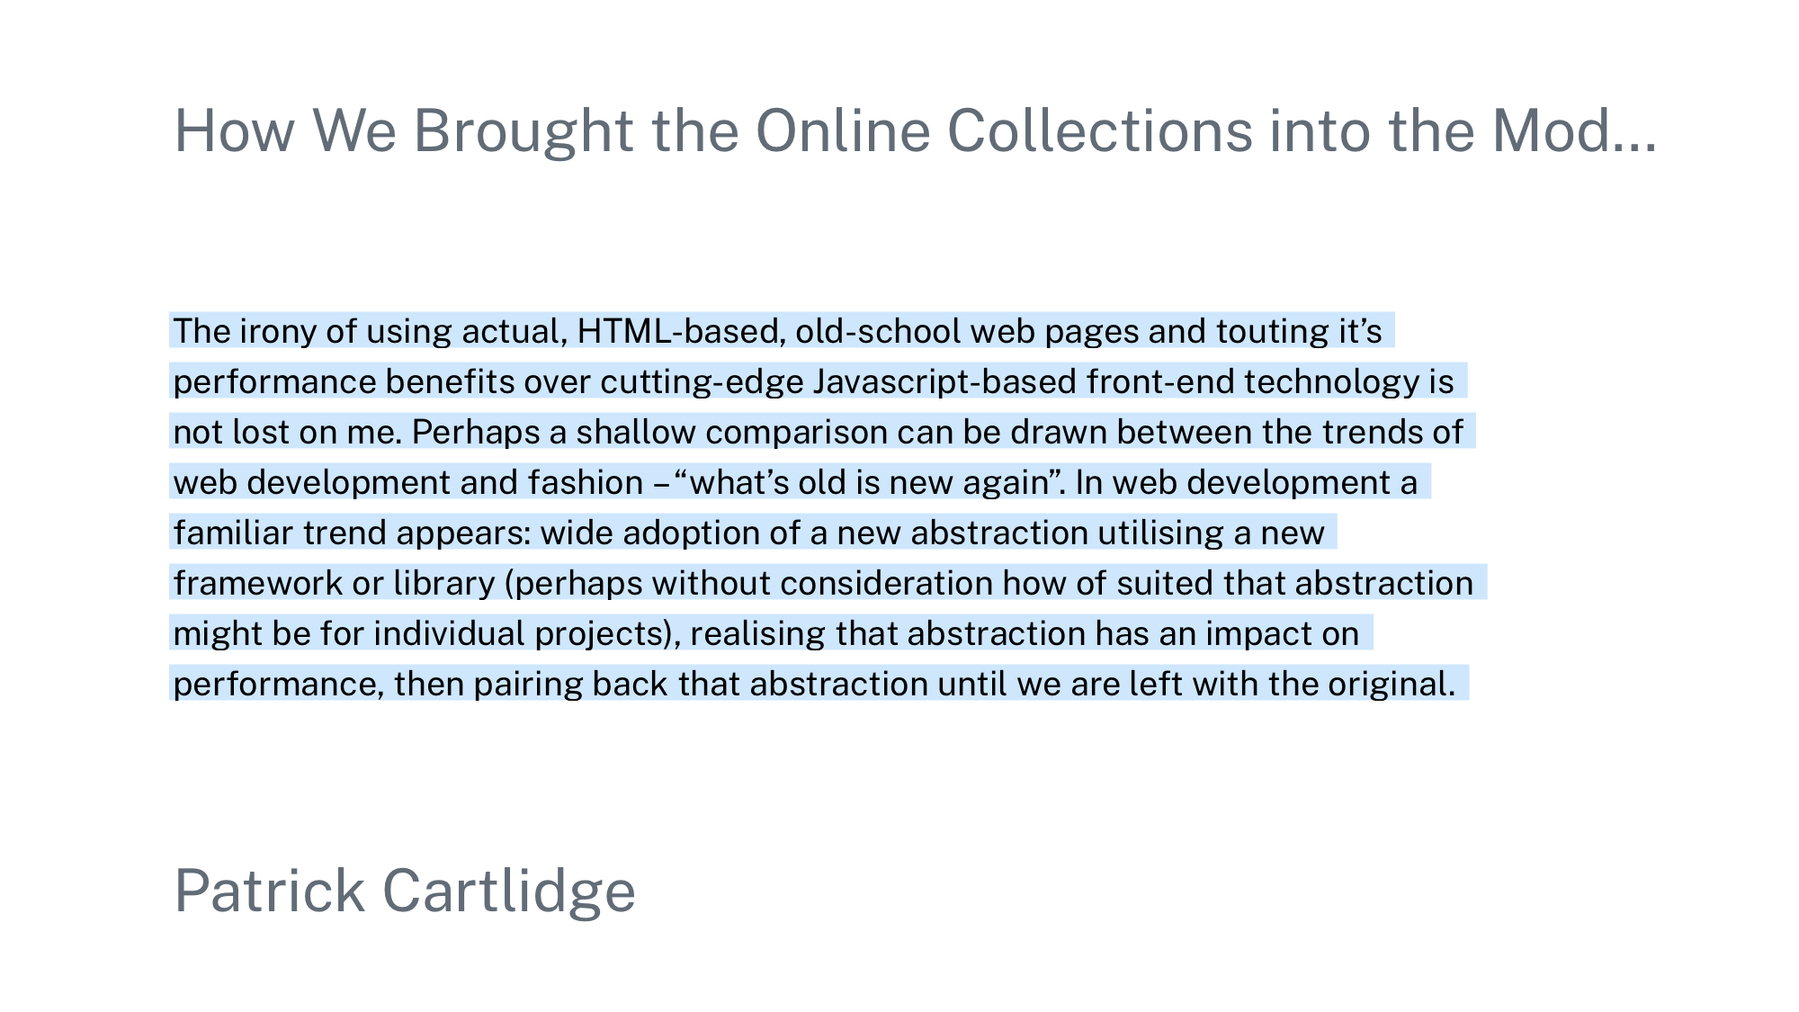 How We Brought the Online Collections into the Mod...
The irony of using actual, HTML-based, old-school web pages and touting it’s
performance benefits over cutting-edge Javascript-based front-end technology is
not lost on me. Perhaps a shallow comparison can be drawn between the trends of
web development and fashion – “what’s old is new again”. In web development a
familiar trend appears: wide adoption of a new abstraction utilising a new
framework or library (perhaps without consideration how of suited that abstraction
might be for individual projects), realising that abstraction has an impact on
performance, then pairing back that abstraction until we are left with the original.
Patrick Cartlidge